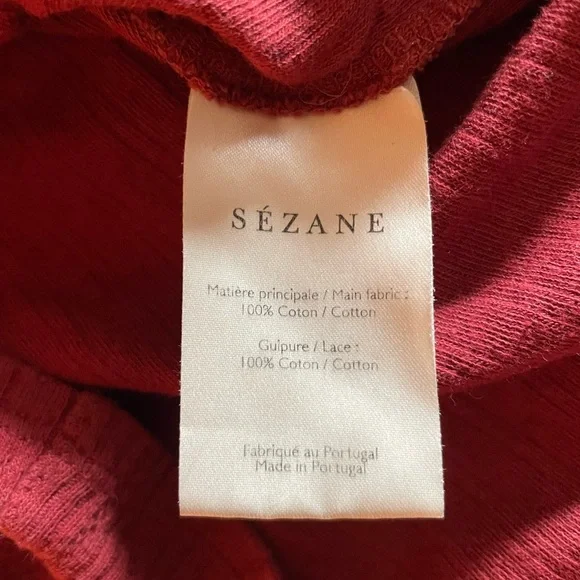 SÉZANE
Matière principale / Main fabric :
100% Coton / Cotton
Guipure / Lace :
100% Coton / Cotton
Fabriqué au Portugal
Made in Portugal